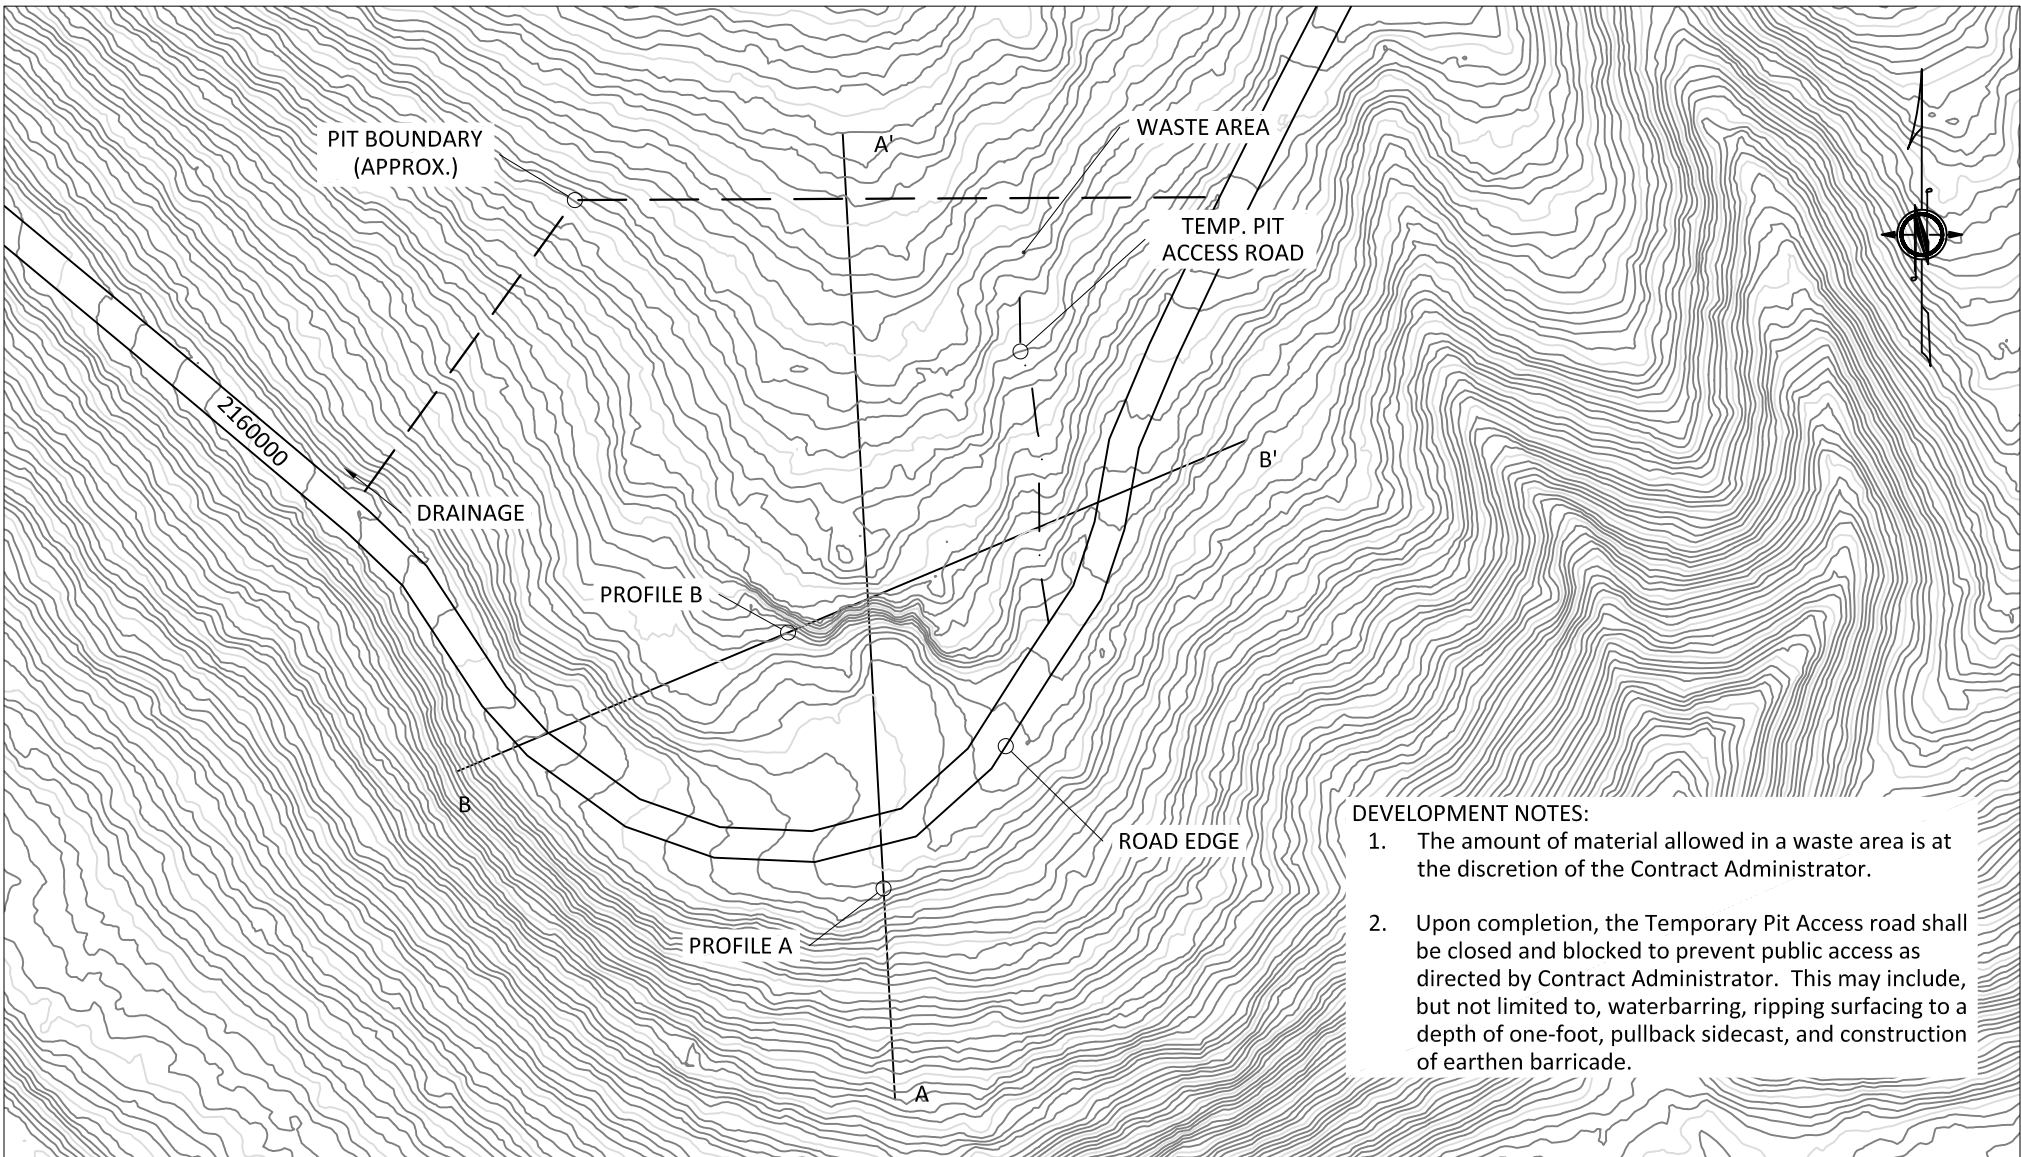 A'
WASTE AREA
PIT BOUNDARY
(APPROX.)
TEMP. PIT
ACCESS ROAD
N
2160000
B'
DRAINAGE
PROFILE B
B
ROAD EDGE
PROFILE A
A
DEVELOPMENT NOTES:
1. The amount of material allowed in a waste area is at
the discretion of the Contract Administrator.
2. Upon completion, the Temporary Pit Access road shall
be closed and blocked to prevent public access as
directed by Contract Administrator. This may include,
but not limited to, waterbarring, ripping surfacing to a
depth of one-foot, pullback sidecast, and construction
of earthen barricade.